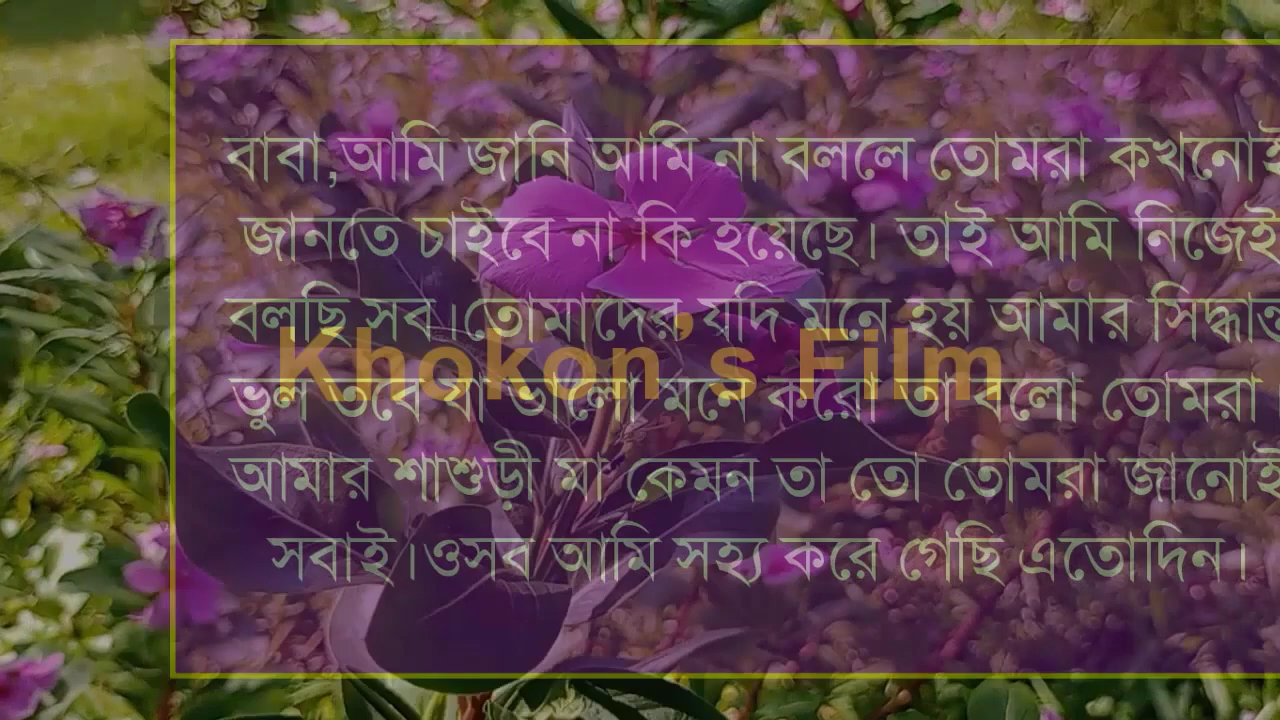 বাবা,আমি জানি আমি না বললে তোমরা কখনোই
জানতে চাইবে না কি হয়েছে। তাই আমি নিজেই
বলছি সব।তোমাদের যদি মনে হয় আমার সিদ্ধান্ত
Khokon's Film
ভুল তবে যা ভালো মনে করো তা বলো তোমরা
আমার শাশুড়ী মা কেমন তা তো তোমরা জানোই
সবাই।ওসব আমি সহ্য করে গেছি এতোদিন।